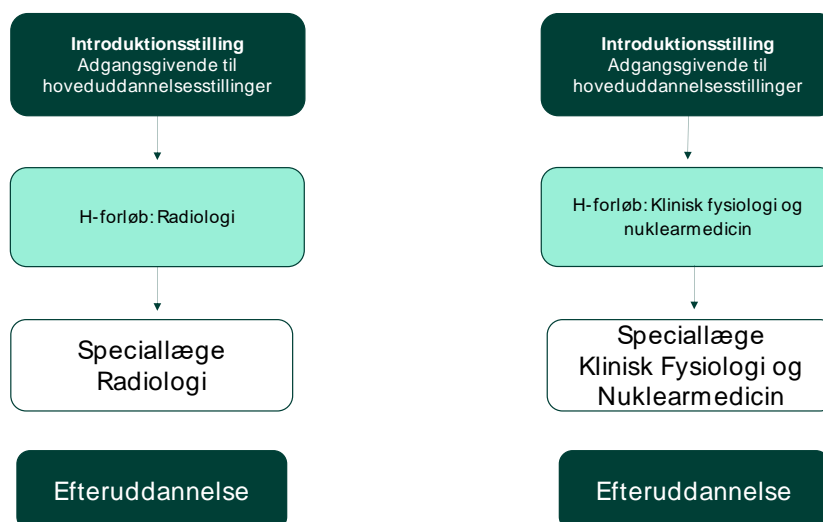 Introduktionsstilling
Adgangsgivende til
hoveduddannelsesstillinger
H-forløb: Radiologi
Speciallæge
Radiologi
Efteruddannelse
Introduktionsstilling
Adgangsgivende til
hoveduddannelsesstillinger
H-forløb: Klinisk fysiologi og
nuklearmedicin
Speciallæge
Klinisk Fysiologi og
Nuklearmedicin
Efteruddannelse